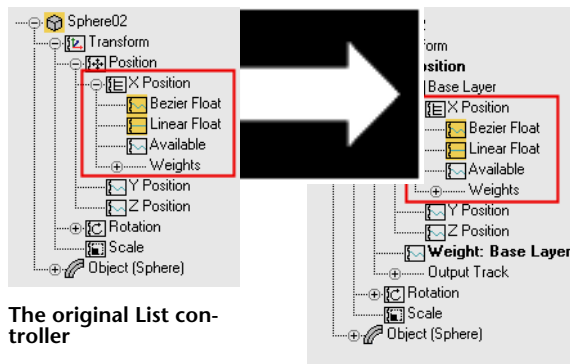 Sphere02
Transform
Position
X Position
Bezier Float
Linear Float
Available
Weights
Y Position
Z Position
Rotation
Scale
Object (Sphere)
The original List con-
troller
Base Layer
X Position
Bezier Float
Linear Float
Available
Weights
Y Position
Z Position
Weight: Base Layer
Output Track
Rotation
Scale
Object (Sphere)